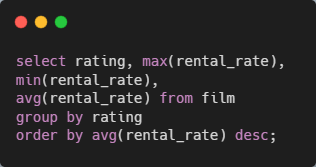 select rating, max(rental_rate),
min(rental_rate),
avg(rental_rate) from film
group by rating
order by avg(rental_rate) desc;